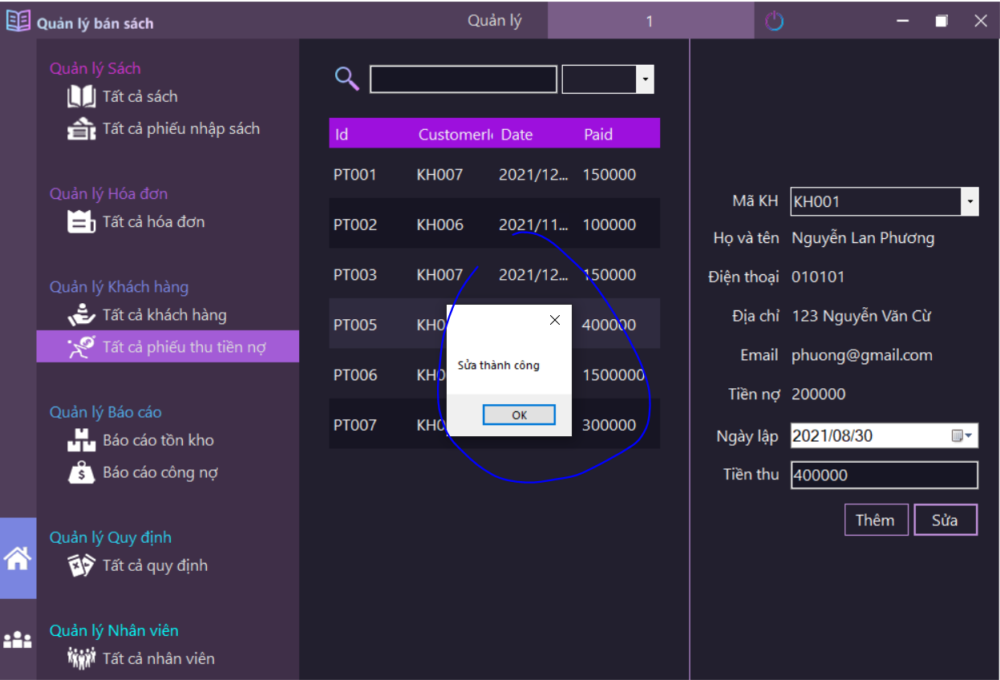 Quản lý bán sách
Quản lý
1
Quản lý Sách
Tất cả sách
Tất cả phiếu nhập sách
Quản lý Hóa đơn
Tất cả hóa đơn
Quản lý Khách hàng
Tất cả khách hàng
Tất cả phiếu thu tiền nợ
Quản lý Báo cáo
Báo cáo tồn kho
Báo cáo công nợ
Quản lý Quy định
Tất cả quy định
Quản lý Nhân viên
Tất cả nhân viên
Id CustomerI Date Paid
PT001 KH007 2021/12... 150000
PT002 KH006 2021/11... 100000
PT003 KH007 2021/12... 150000
PT005 KH0 400000
PT006 KH0 1500000
PT007 KH0 300000
Sửa thành công
OK
Mã KH KH001
Họ và tên Nguyễn Lan Phương
Điện thoại 010101
Địa chỉ 123 Nguyễn Văn Cừ
Email phuong@gmail.com
Tiền nợ 200000
Ngày lập 2021/08/30
Tiền thu 400000
Thêm Sửa